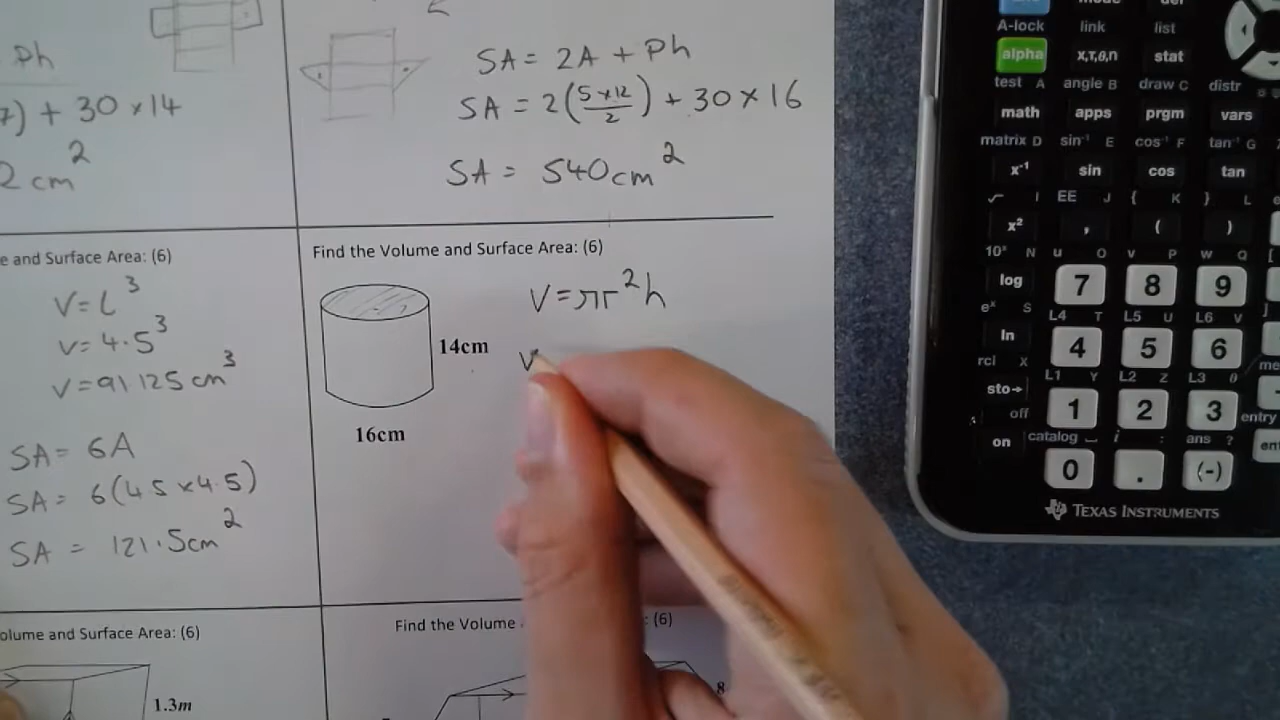 Ph
7) + 30 × 14
2 cm²
SA = 2A + Ph
SA = 2(5×12/2) + 30 × 16
SA = 540cm²
e and Surface Area: (6)
V = L³
V = 4.5³
V = 91125 cm³
SA = 6A
SA = 6(4.5 × 4.5)
SA = 121.5cm²
Find the Volume and Surface Area: (6)
14cm
16cm
V = πr²h
V
olume and Surface Area: (6)
1.3m
Find the Volume : (6)
8
A-lock link list
alpha X,T,θ,n stat
test A angle B draw C distr
math apps prgm vars
matrix D sin⁻¹ E cos⁻¹ F tan⁻¹ G
x⁻¹ sin cos tan
√ I EE J { K } L
x² , ( )
10ˣ N u O v P w Q [
log 7 8 9
eˣ S L4 T L5 U L6 V
ln 4 5 6
rcl X L1 Y L2 Z L3 θ me
sto→ 1 2 3
off catalog i : ans ? entry
on 0 . (-) en
TEXAS INSTRUMENTS